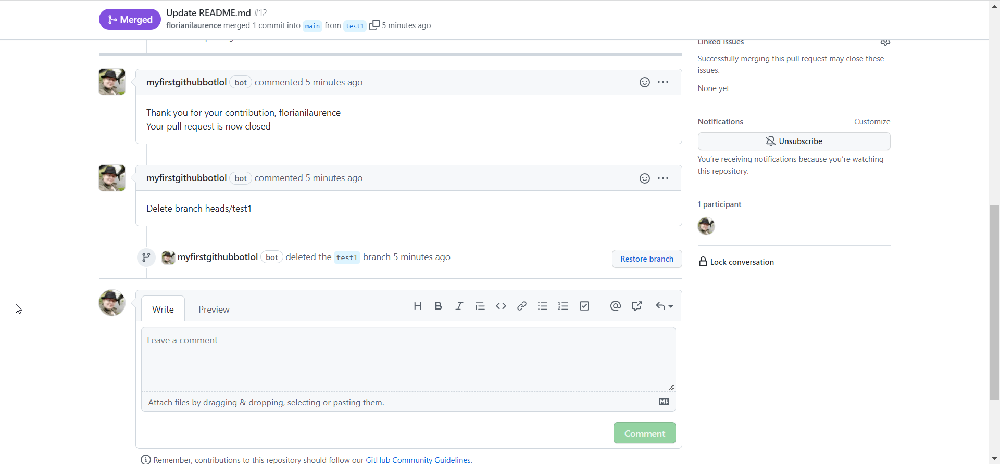 Merged
Update README.md #12
florianilaurence merged 1 commit into main from test1 5 minutes ago
1 check was pending
myfirstgithubbotlol bot commented 5 minutes ago
Thank you for your contribution, florianilaurence
Your pull request is now closed
myfirstgithubbotlol bot commented 5 minutes ago
Delete branch heads/test1
myfirstgithubbotlol bot deleted the test1 branch 5 minutes ago
Restore branch
Write Preview
Leave a comment
Attach files by dragging & dropping, selecting or pasting them.
Comment
Remember, contributions to this repository should follow our GitHub Community Guidelines.
Linked issues
Successfully merging this pull request may close these
issues.
None yet
Notifications Customize
Unsubscribe
You’re receiving notifications because you’re watching
this repository.
1 participant
Lock conversation